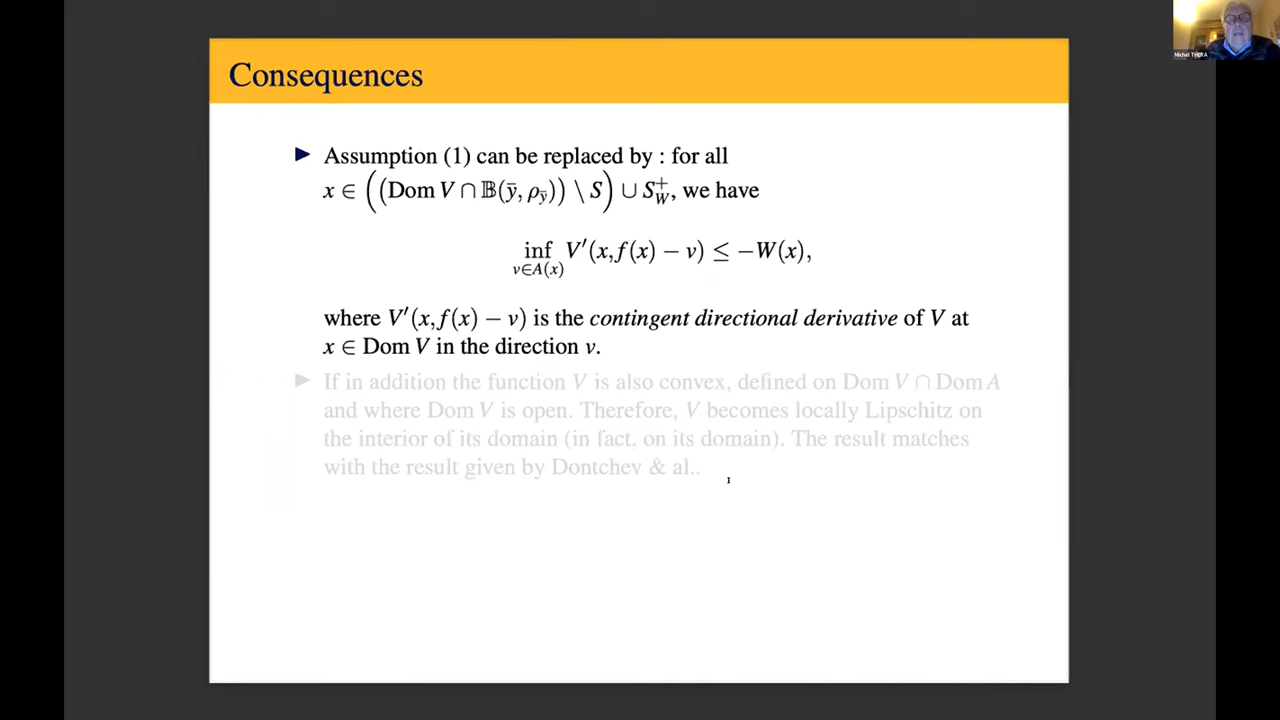 Michel THERA
Consequences
► Assumption (1) can be replaced by : for all
x ∈ ((Dom V ∩ 𝔹(ȳ, ρ_ȳ)) \ S) ∪ S_W^+, we have
inf_{v∈A(x)} V′(x, f(x) − v) ≤ −W(x),
where V′(x, f(x) − v) is the contingent directional derivative of V at
x ∈ Dom V in the direction v.
► If in addition the function V is also convex, defined on Dom V ∩ Dom A
and where Dom V is open. Therefore, V becomes locally Lipschitz on
the interior of its domain (in fact, on its domain). The result matches
with the result given by Dontchev & al..